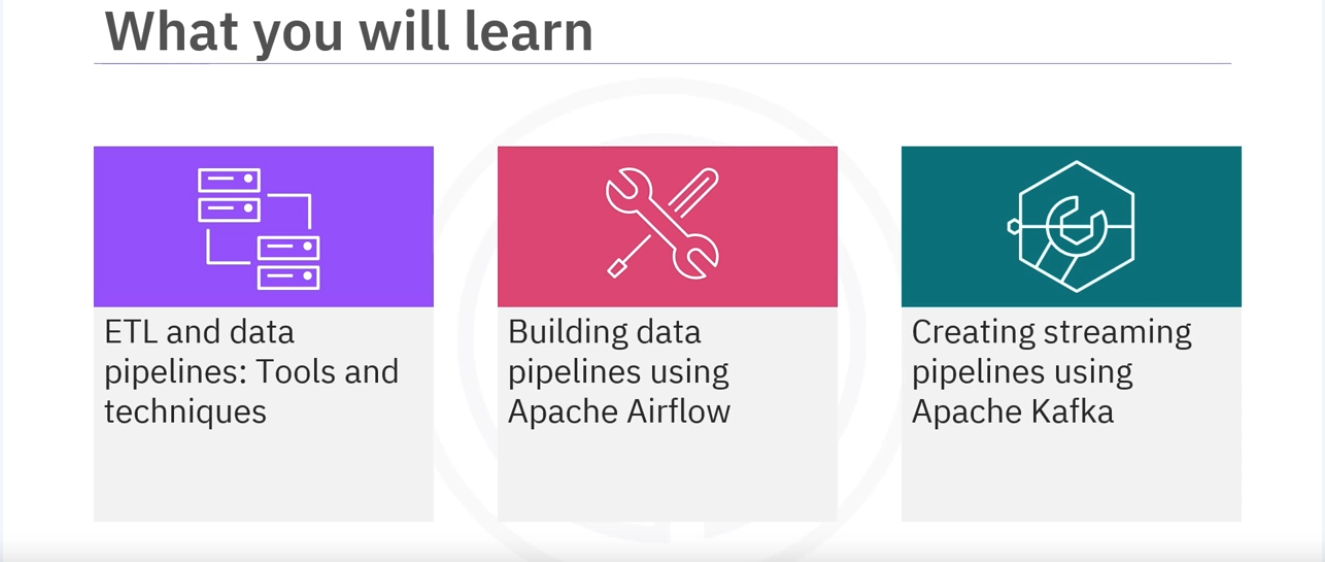 What you will learn
ETL and data
pipelines: Tools and
techniques
Building data
pipelines using
Apache Airflow
Creating streaming
pipelines using
Apache Kafka